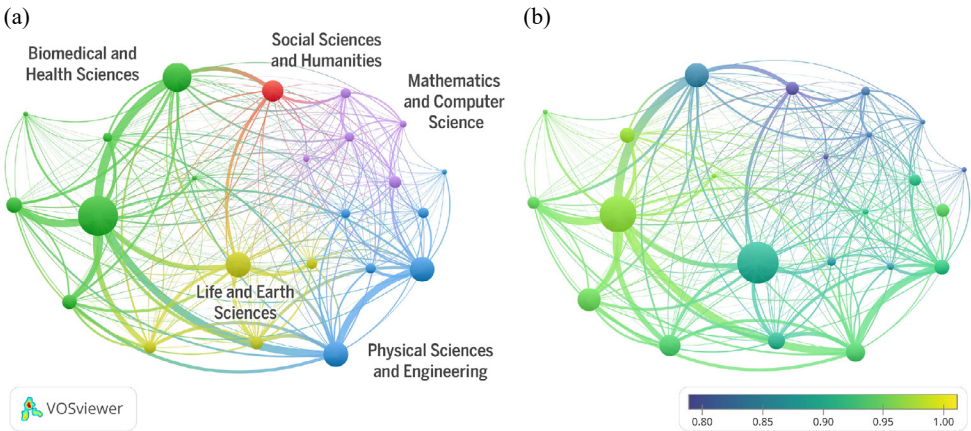 (a)
(b)
Biomedical and
Health Sciences
Social Sciences
and Humanities
Mathematics
and Computer
Science
Life and Earth
Sciences
Physical Sciences
and Engineering
VOSviewer
0.80 0.85 0.90 0.95 1.00